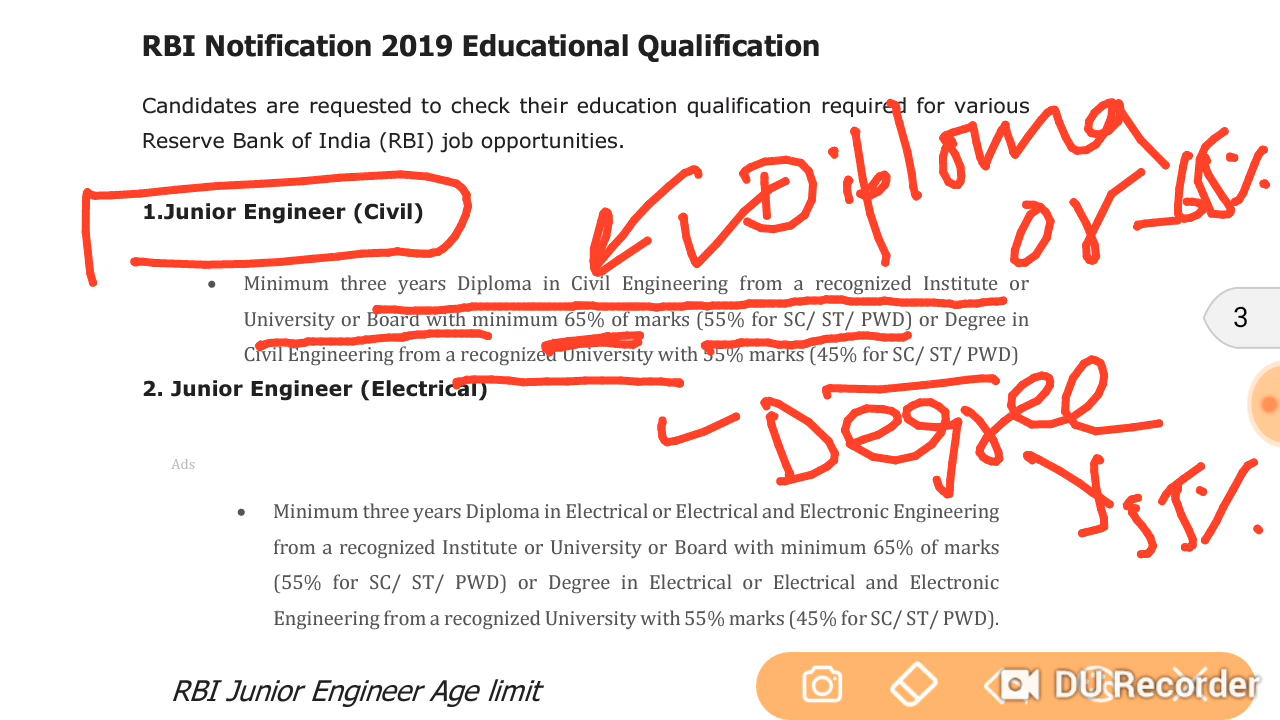 RBI Notification 2019 Educational Qualification
Candidates are requested to check their education qualification required for various
Reserve Bank of India (RBI) job opportunities.
Diploma
or
1.Junior Engineer (Civil)
• Minimum three years Diploma in Civil Engineering from a recognized Institute or
University or Board with minimum 65% of marks (55% for SC/ ST/ PWD) or Degree in
3
Civil Engineering from a recognized University with 55% marks (45% for SC/ ST/ PWD)
2. Junior Engineer (Electrical)
Degree
Ads
• Minimum three years Diploma in Electrical or Electrical and Electronic Engineering
from a recognized Institute or University or Board with minimum 65% of marks
(55% for SC/ ST/ PWD) or Degree in Electrical or Electrical and Electronic
Engineering from a recognized University with 55% marks (45% for SC/ ST/ PWD).
RBI Junior Engineer Age limit
DU Recorder